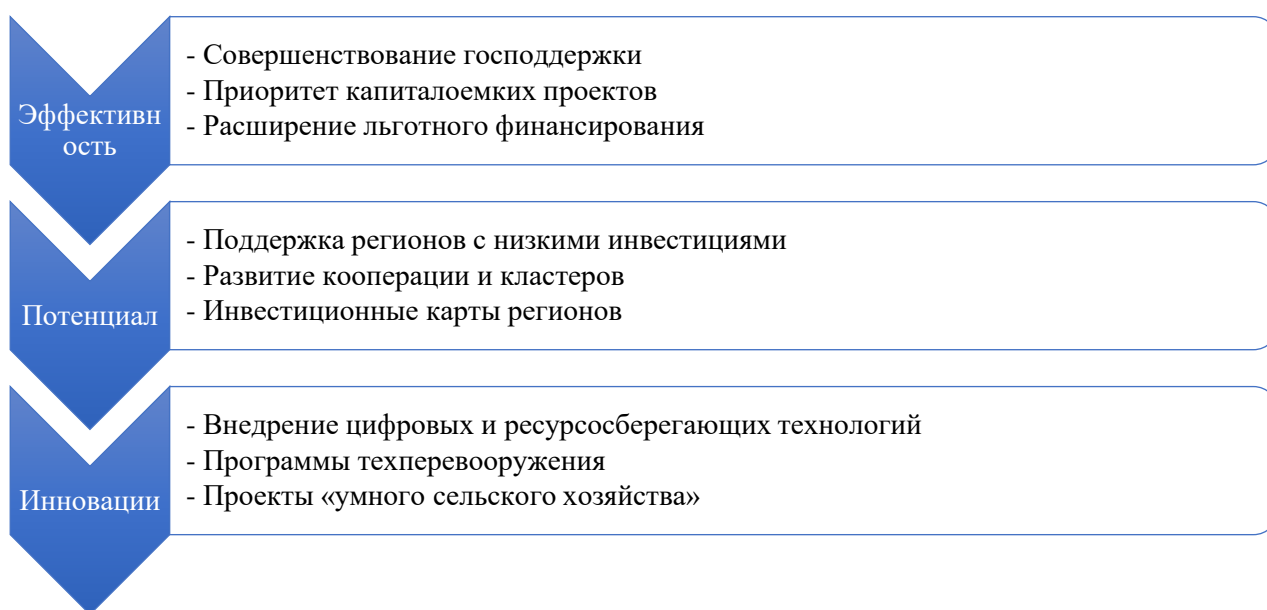 Эффективн
ость
- Совершенствование господдержки
- Приоритет капиталоемких проектов
- Расширение льготного финансирования
Потенциал
- Поддержка регионов с низкими инвестициями
- Развитие кооперации и кластеров
- Инвестиционные карты регионов
Инновации
- Внедрение цифровых и ресурсосберегающих технологий
- Программы техперевооружения
- Проекты «умного сельского хозяйства»